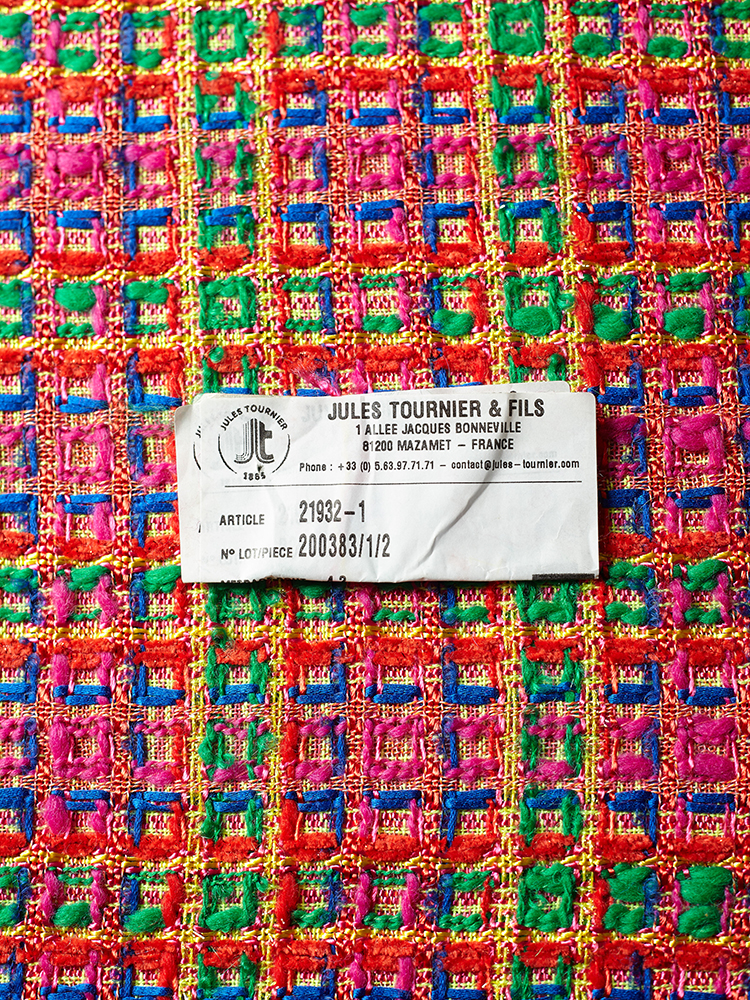 JULES TOURNIER
Jt
1865
JULES TOURNIER & FILS
1 ALLEE JACQUES BONNEVILLE
81200 MAZAMET – FRANCE
Phone : +33 (0) 5.63.97.71.71 – contact@jules-tournier.com
ARTICLE 21932-1
Nº LOT/PIECE 200383/1/2